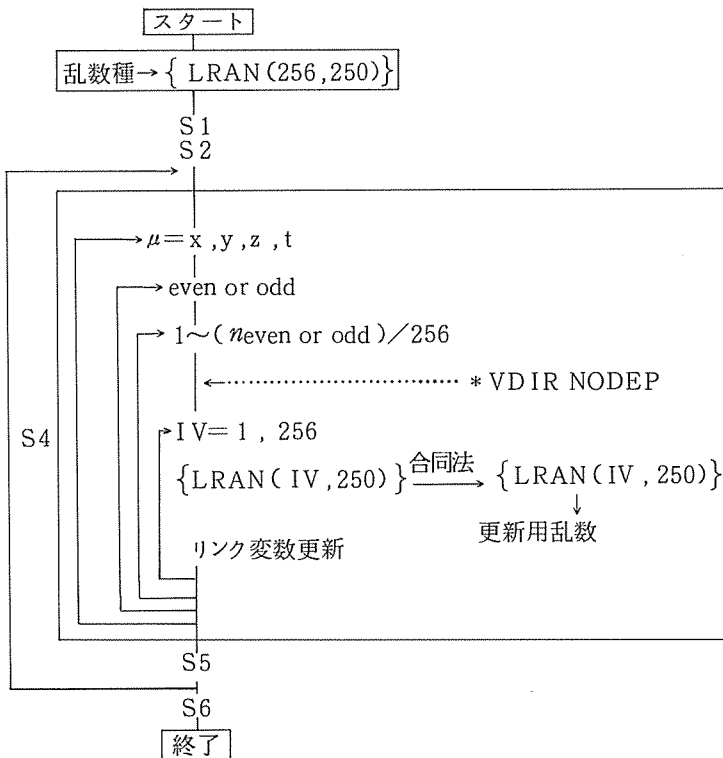 スタート
乱数種→{ LRAN(256,250)}
S1
S2
μ=x,y,z,t
even or odd
1~(neven or odd)/256
*VDIR NODEP
S4
IV=1,256
{LRAN(IV,250)} 合同法 → {LRAN(IV,250)}
↓
更新用乱数
リンク変数更新
S5
S6
終了